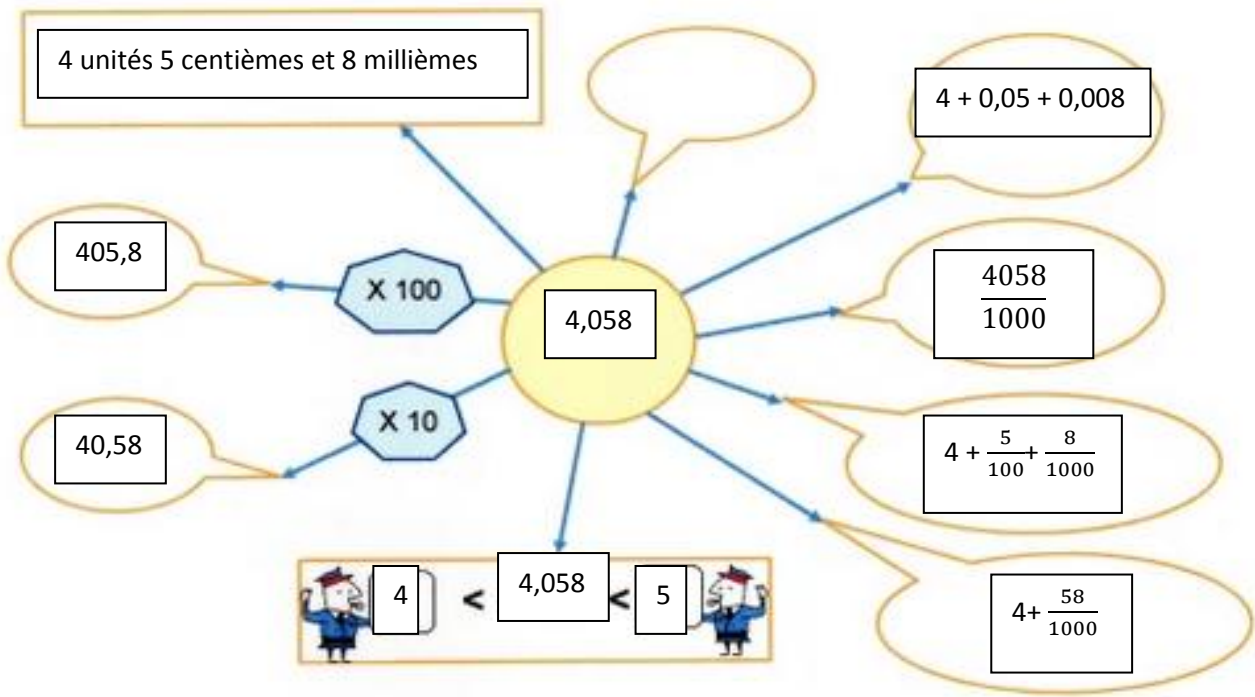 4 unités 5 centièmes et 8 millièmes
4 + 0,05 + 0,008
405,8
X 100
4,058
4058
1000
40,58
X 10
4 + 5/100 + 8/1000
4 < 4,058 < 5
4+ 58/1000